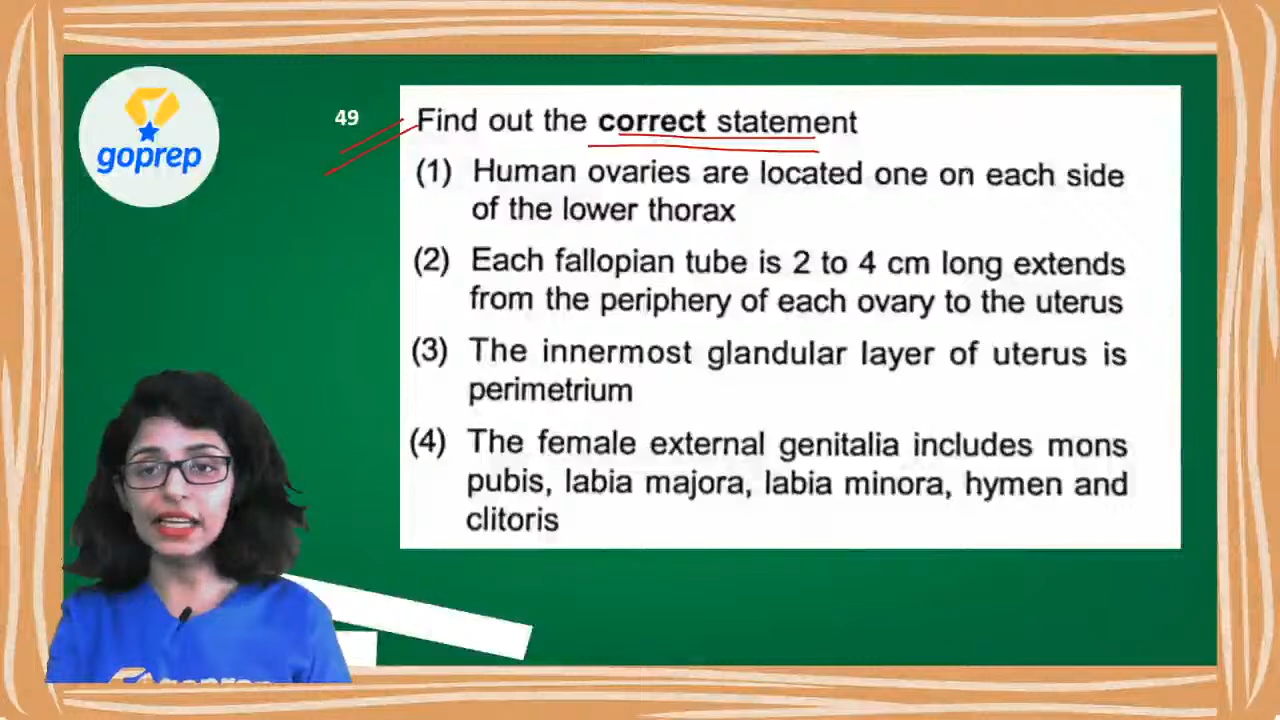 goprep
49
Find out the correct statement
(1) Human ovaries are located one on each side
of the lower thorax
(2) Each fallopian tube is 2 to 4 cm long extends
from the periphery of each ovary to the uterus
(3) The innermost glandular layer of uterus is
perimetrium
(4) The female external genitalia includes mons
pubis, labia majora, labia minora, hymen and
clitoris